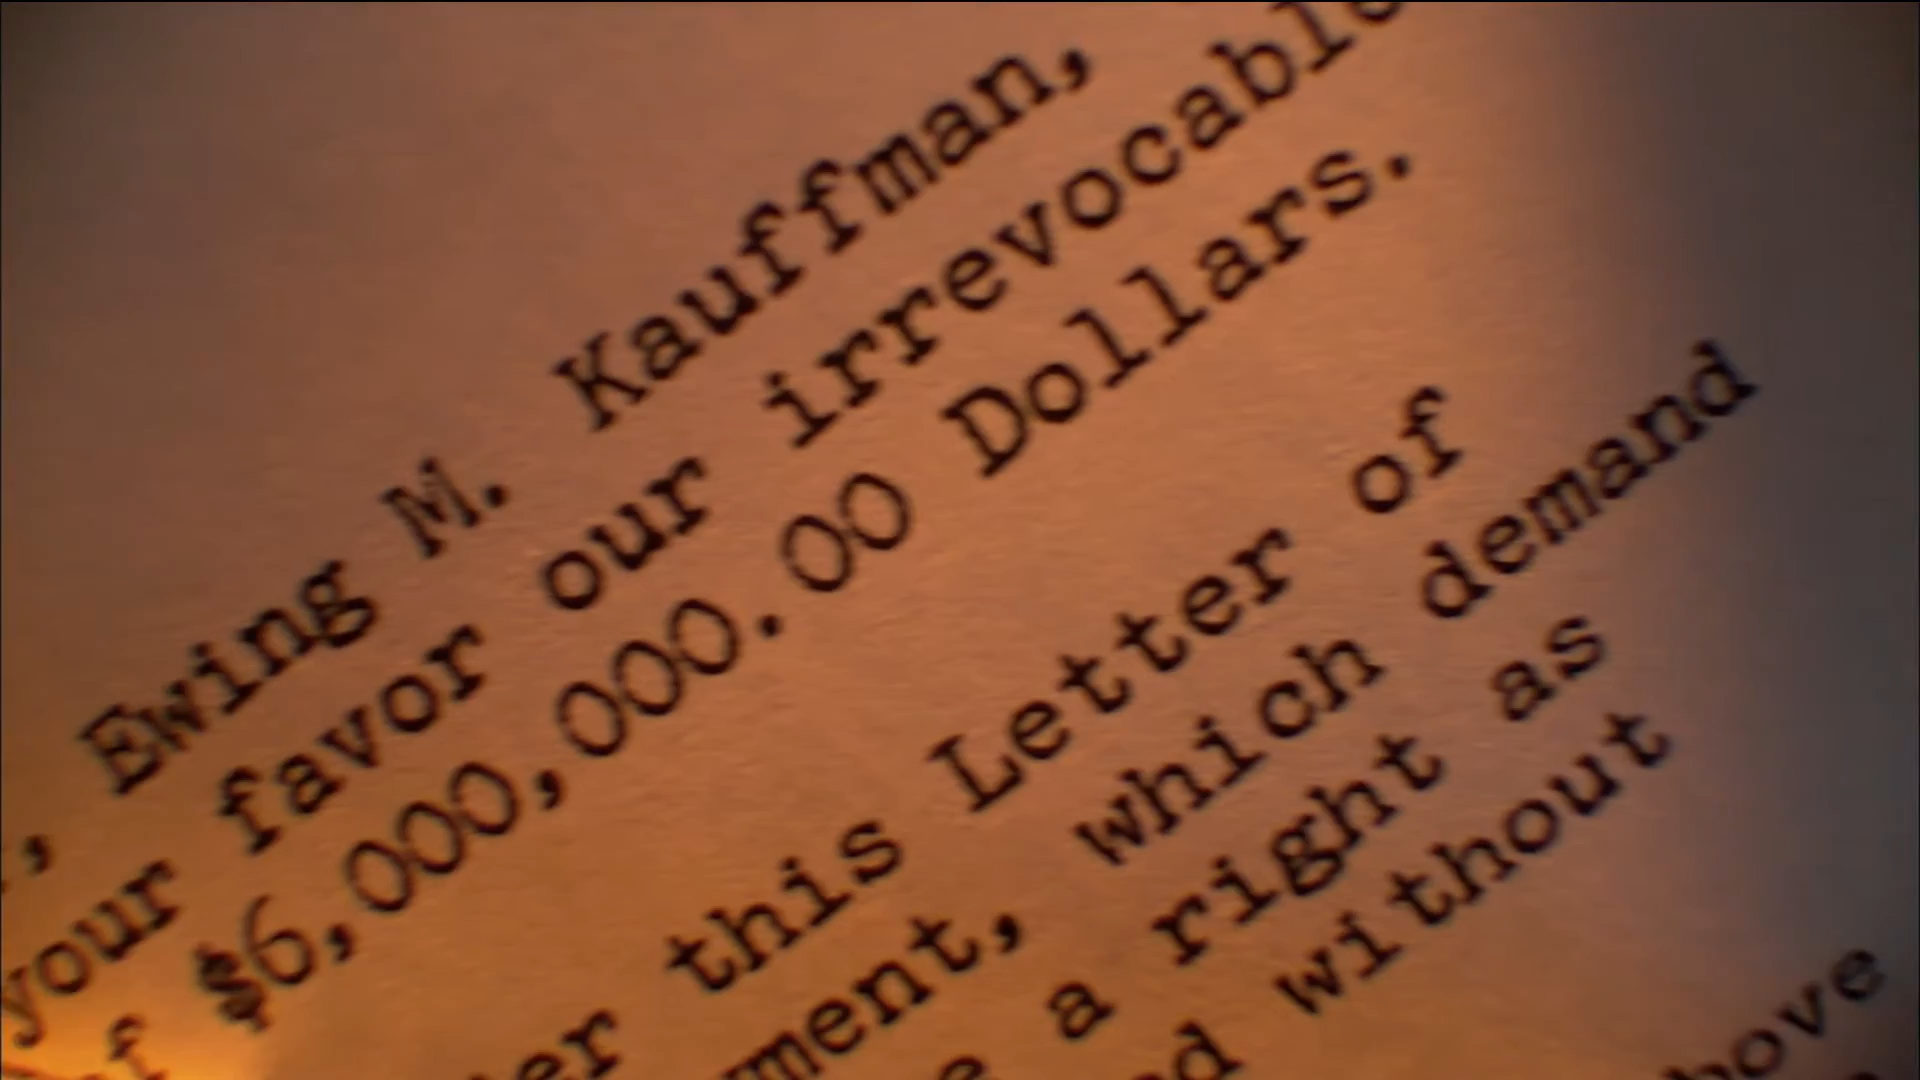 , Ewing M. Kauffman,
your favor our irrevocable
of $6,000,000.00 Dollars.
this Letter of
which demand
a right as
without